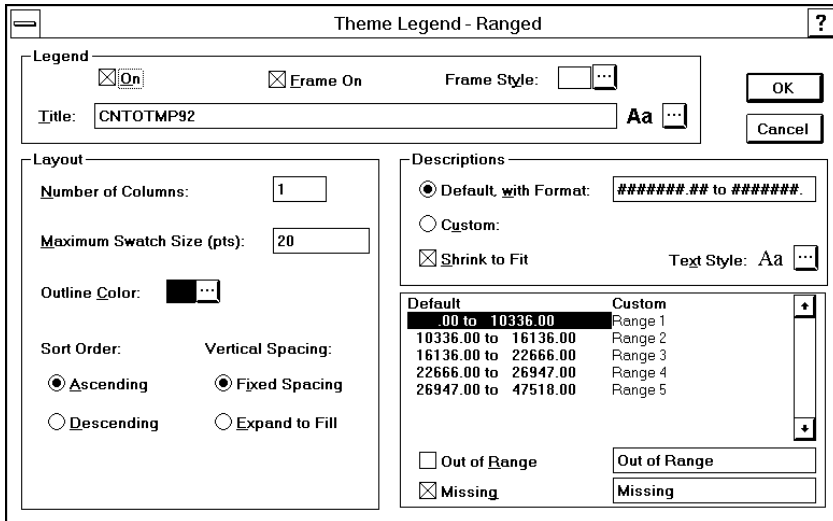 Theme Legend - Ranged
?
Legend
On
Frame On
Frame Style:
...
OK
Title:
CNTOTMP92
Aa
...
Cancel
Layout
Number of Columns:
1
Maximum Swatch Size (pts):
20
Outline Color:
...
Sort Order:
Vertical Spacing:
Ascending
Fixed Spacing
Descending
Expand to Fill
Descriptions
Default, with Format:
#######.## to #######.
Custom:
Shrink to Fit
Text Style:
Aa
...
Default
Custom
.00 to 10336.00
Range 1
10336.00 to 16136.00
Range 2
16136.00 to 22666.00
Range 3
22666.00 to 26947.00
Range 4
26947.00 to 47518.00
Range 5
Out of Range
Out of Range
Missing
Missing